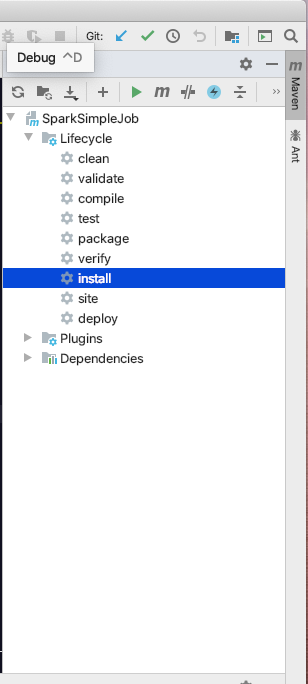 Git:
Debug ^D
Maven
Ant
m
SparkSimpleJob
Lifecycle
clean
validate
compile
test
package
verify
install
site
deploy
Plugins
Dependencies